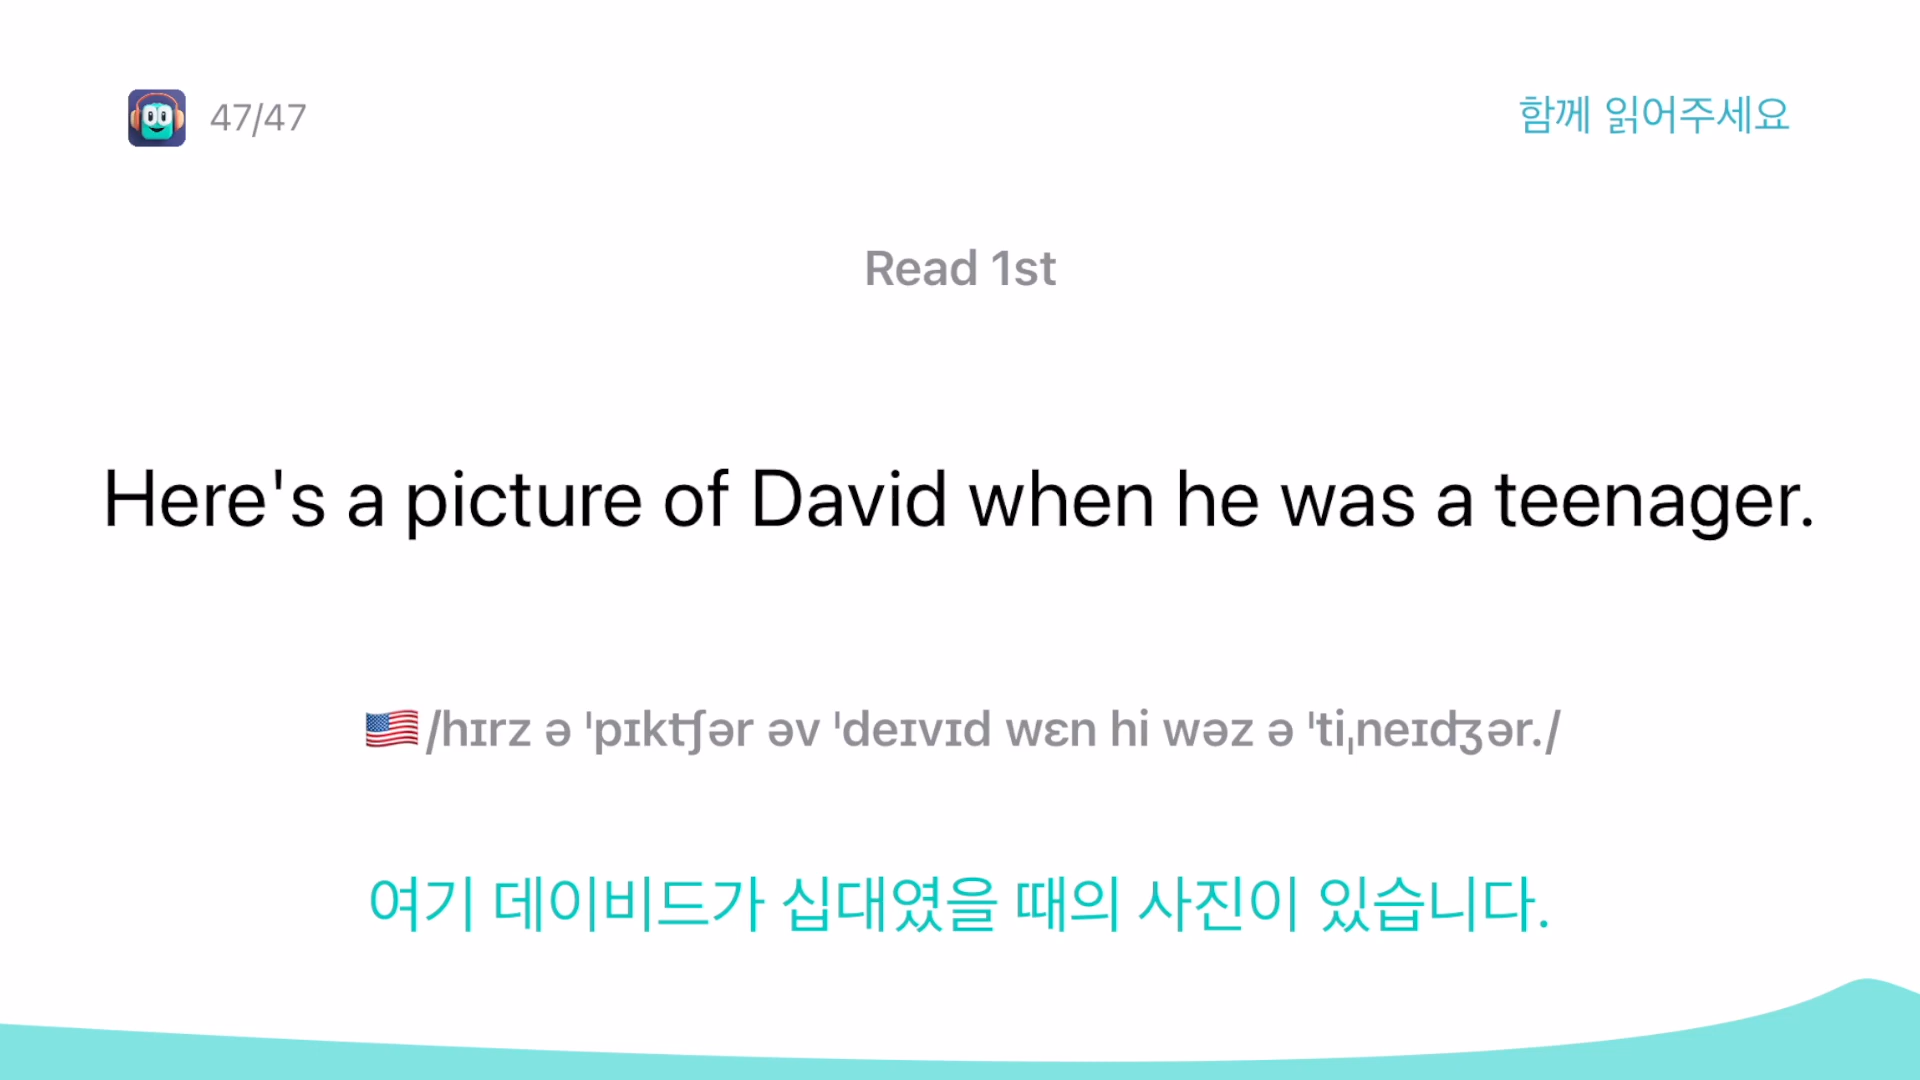 47/47
함께 읽어주세요
Read 1st
Here's a picture of David when he was a teenager.
🇺🇸/hɪrz ə ˈpɪkʧər əv ˈdeɪvɪd wɛn hi wəz ə ˈtiˌneɪʤər./
여기 데이비드가 십대였을 때의 사진이 있습니다.